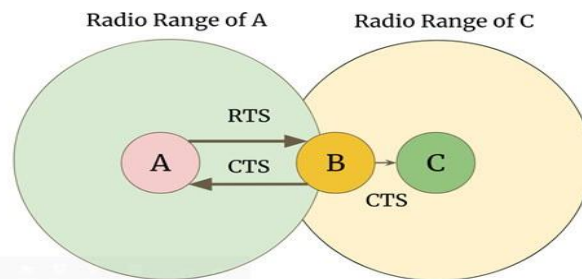 Radio Range of A
Radio Range of C
RTS
A
B
C
CTS
CTS